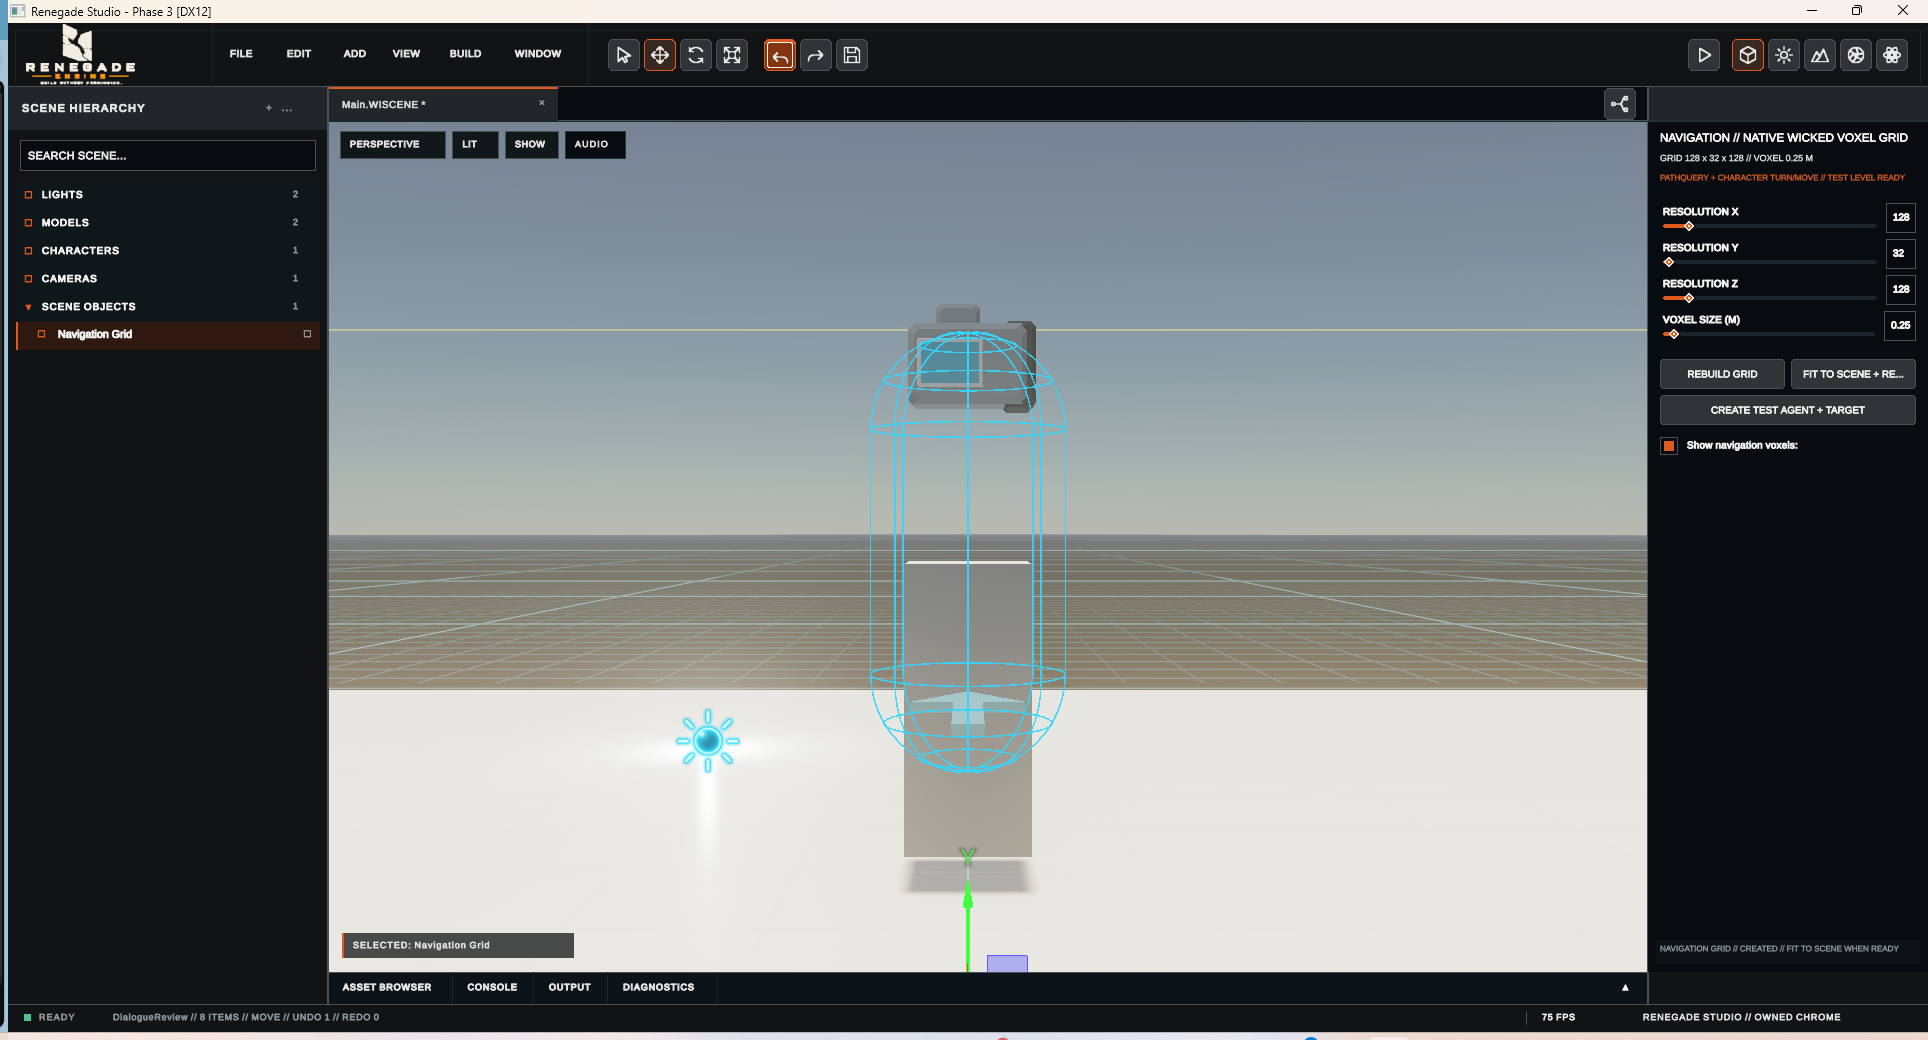 Renegade Studio - Phase 3 [DX12]
RENEGADE
ENGINE
BUILD WITHOUT PERMISSION.
FILE EDIT ADD VIEW BUILD WINDOW
SCENE HIERARCHY + ...
Main.WISCENE * ×
SEARCH SCENE...
LIGHTS 2
MODELS 2
CHARACTERS 1
CAMERAS 1
SCENE OBJECTS 1
Navigation Grid
PERSPECTIVE LIT SHOW AUDIO
Y
SELECTED: Navigation Grid
NAVIGATION // NATIVE WICKED VOXEL GRID
GRID 128 x 32 x 128 // VOXEL 0.25 M
PATHQUERY + CHARACTER TURN/MOVE // TEST LEVEL READY
RESOLUTION X 128
RESOLUTION Y 32
RESOLUTION Z 128
VOXEL SIZE (M) 0.25
REBUILD GRID FIT TO SCENE + RE...
CREATE TEST AGENT + TARGET
Show navigation voxels:
NAVIGATION GRID // CREATED // FIT TO SCENE WHEN READY
ASSET BROWSER CONSOLE OUTPUT DIAGNOSTICS
READY DialogueReview // 8 ITEMS // MOVE // UNDO 1 // REDO 0 75 FPS RENEGADE STUDIO // OWNED CHROME